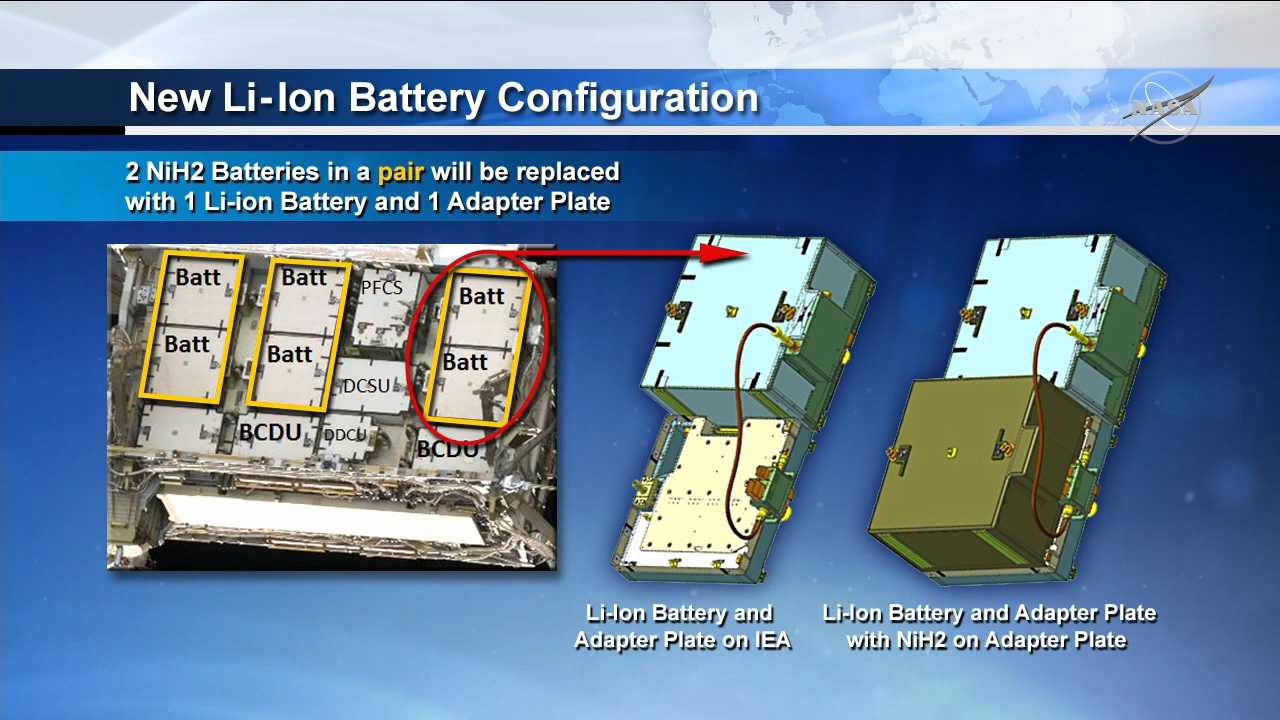 New Li-Ion Battery Configuration
NASA
2 NiH2 Batteries in a pair will be replaced
with 1 Li-ion Battery and 1 Adapter Plate
Batt
Batt
PFCS
Batt
Batt
Batt
Batt
DCSU
BCDU
DDCU
BCDU
Li-Ion Battery and
Adapter Plate on IEA
Li-Ion Battery and Adapter Plate
with NiH2 on Adapter Plate